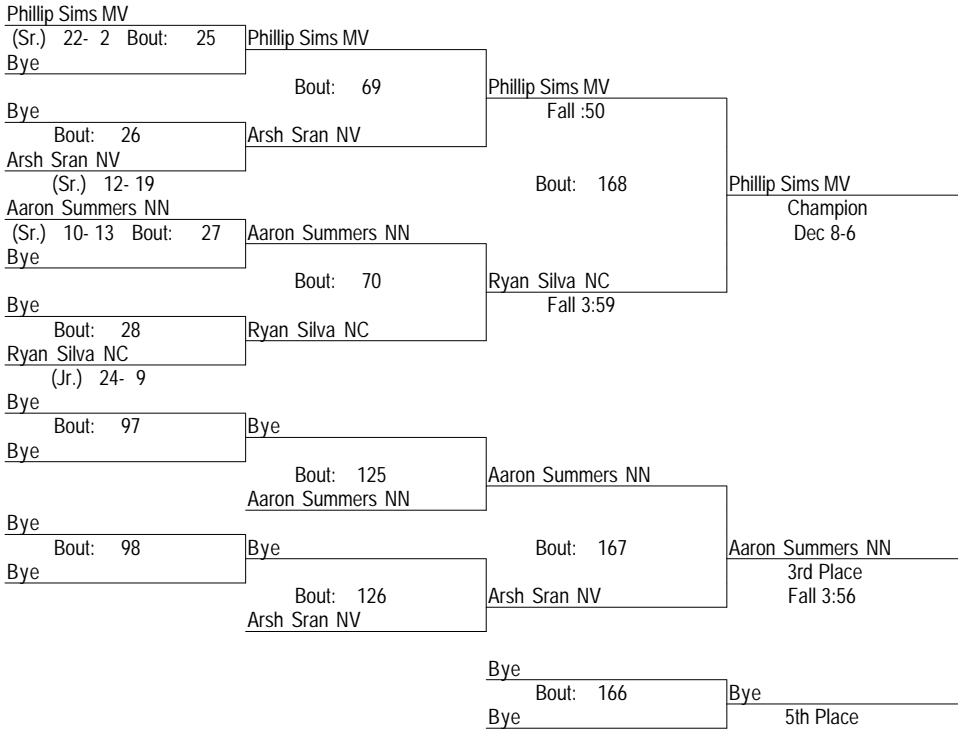 Phillip Sims MV
(Sr.) 22- 2 Bout: 25 Phillip Sims MV
Bye
Bout: 69 Phillip Sims MV
Bye Fall :50
Bout: 26 Arsh Sran NV
Arsh Sran NV
(Sr.) 12- 19 Bout: 168 Phillip Sims MV
Aaron Summers NN Champion
(Sr.) 10- 13 Bout: 27 Aaron Summers NN Dec 8-6
Bye
Bout: 70 Ryan Silva NC
Bye Fall 3:59
Bout: 28 Ryan Silva NC
Ryan Silva NC
(Jr.) 24- 9
Bye
Bout: 97 Bye
Bye
Bout: 125 Aaron Summers NN
Aaron Summers NN
Bye
Bout: 98 Bye Bout: 167 Aaron Summers NN
Bye 3rd Place
Bout: 126 Arsh Sran NV Fall 3:56
Arsh Sran NV
Bye
Bout: 166 Bye
Bye 5th Place